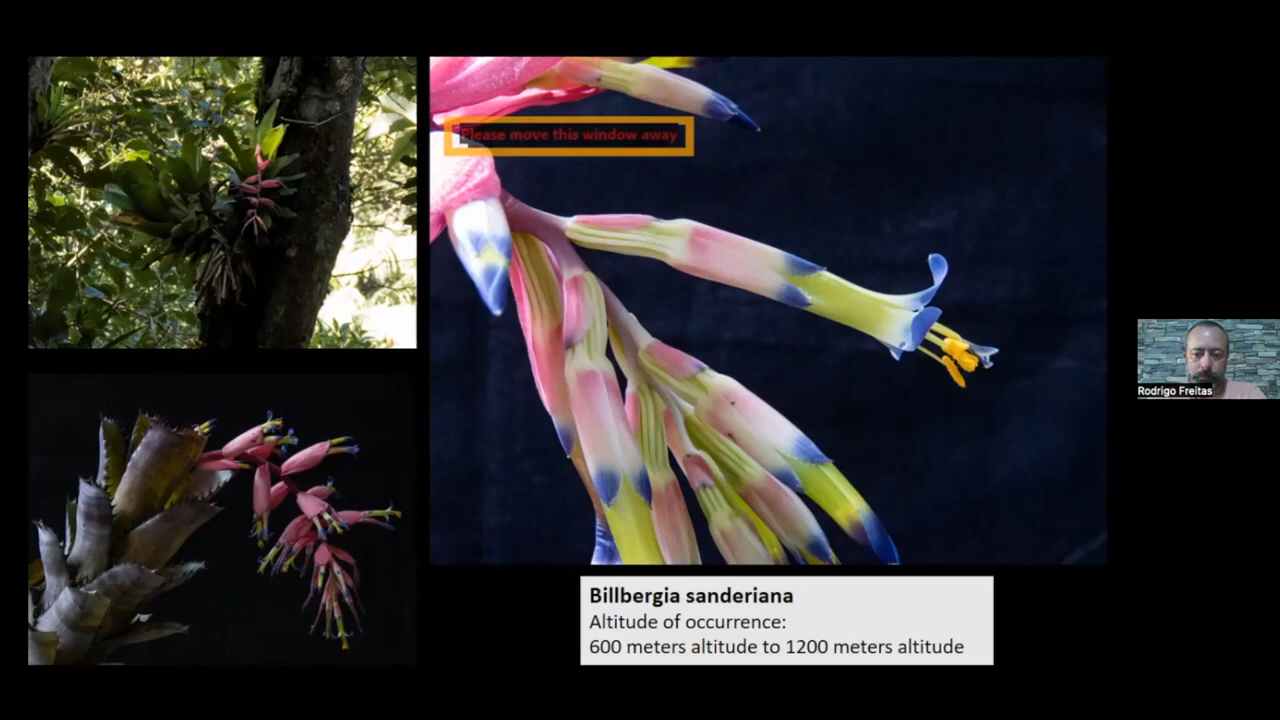 Please move this window away
Rodrigo Freitas
Billbergia sanderiana
Altitude of occurrence:
600 meters altitude to 1200 meters altitude